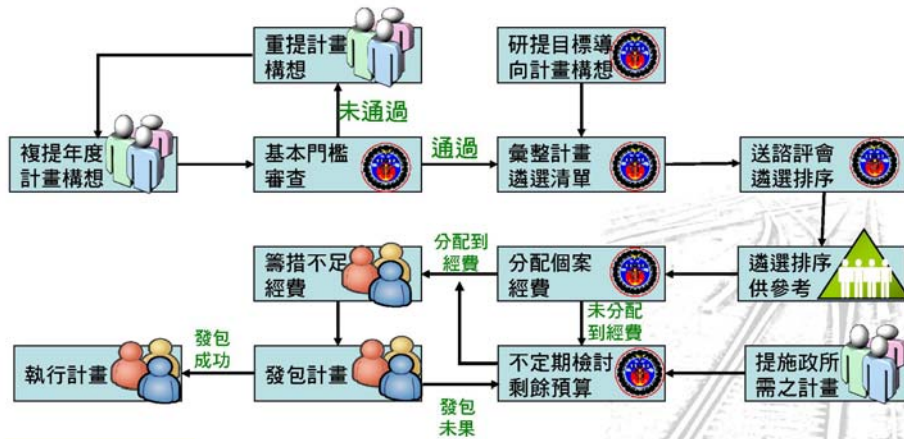 重提計畫
構想
研提目標導
向計畫構想
未通過
複提年度
計畫構想
基本門檻
審查
通過
彙整計畫
遴選清單
送諮評會
遴選排序
籌措不足
經費
分配到
經費
分配個案
經費
遴選排序
供參考
未分配
到經費
執行計畫
發包
成功
發包計畫
不定期檢討
剩餘預算
提施政所
需之計畫
發包
未果